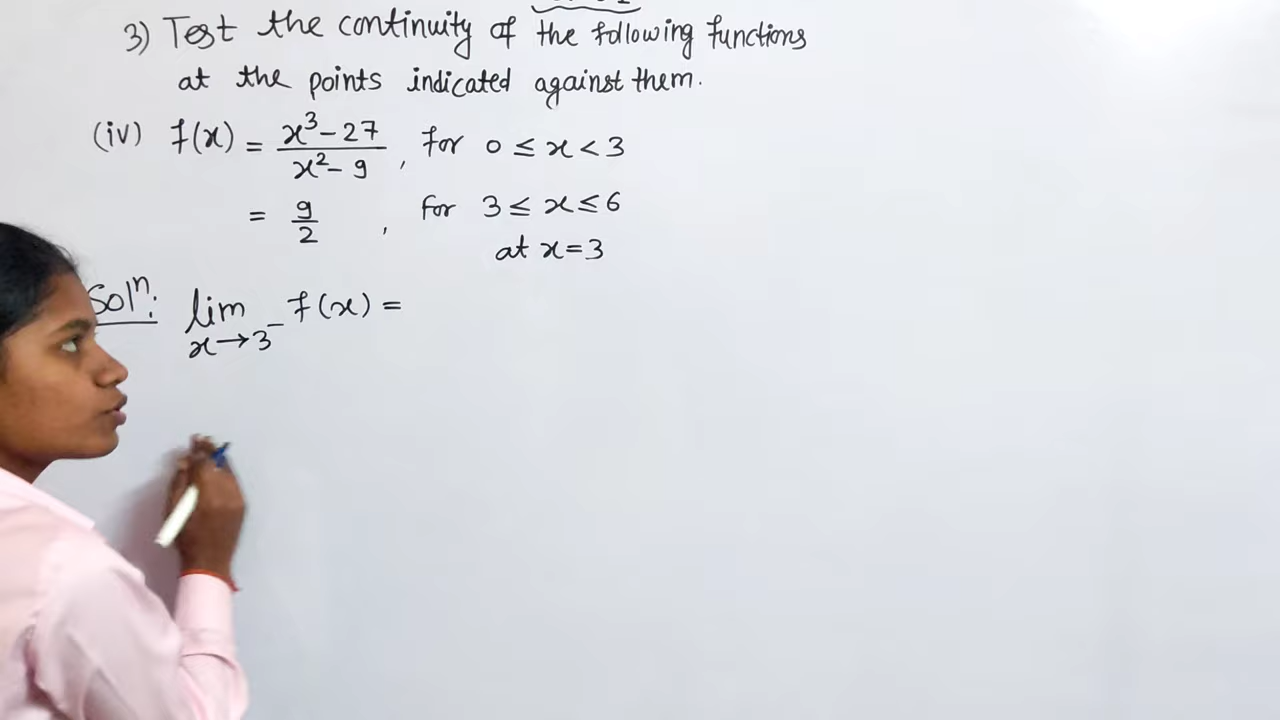 3) Test the continuity of the following functions
at the points indicated against them.
(iv) f(x) = x³-27 / x²-9 , for 0 ≤ x < 3
= 9/2 , for 3 ≤ x ≤ 6
at x=3
Solⁿ: lim x→3⁻ f(x) =